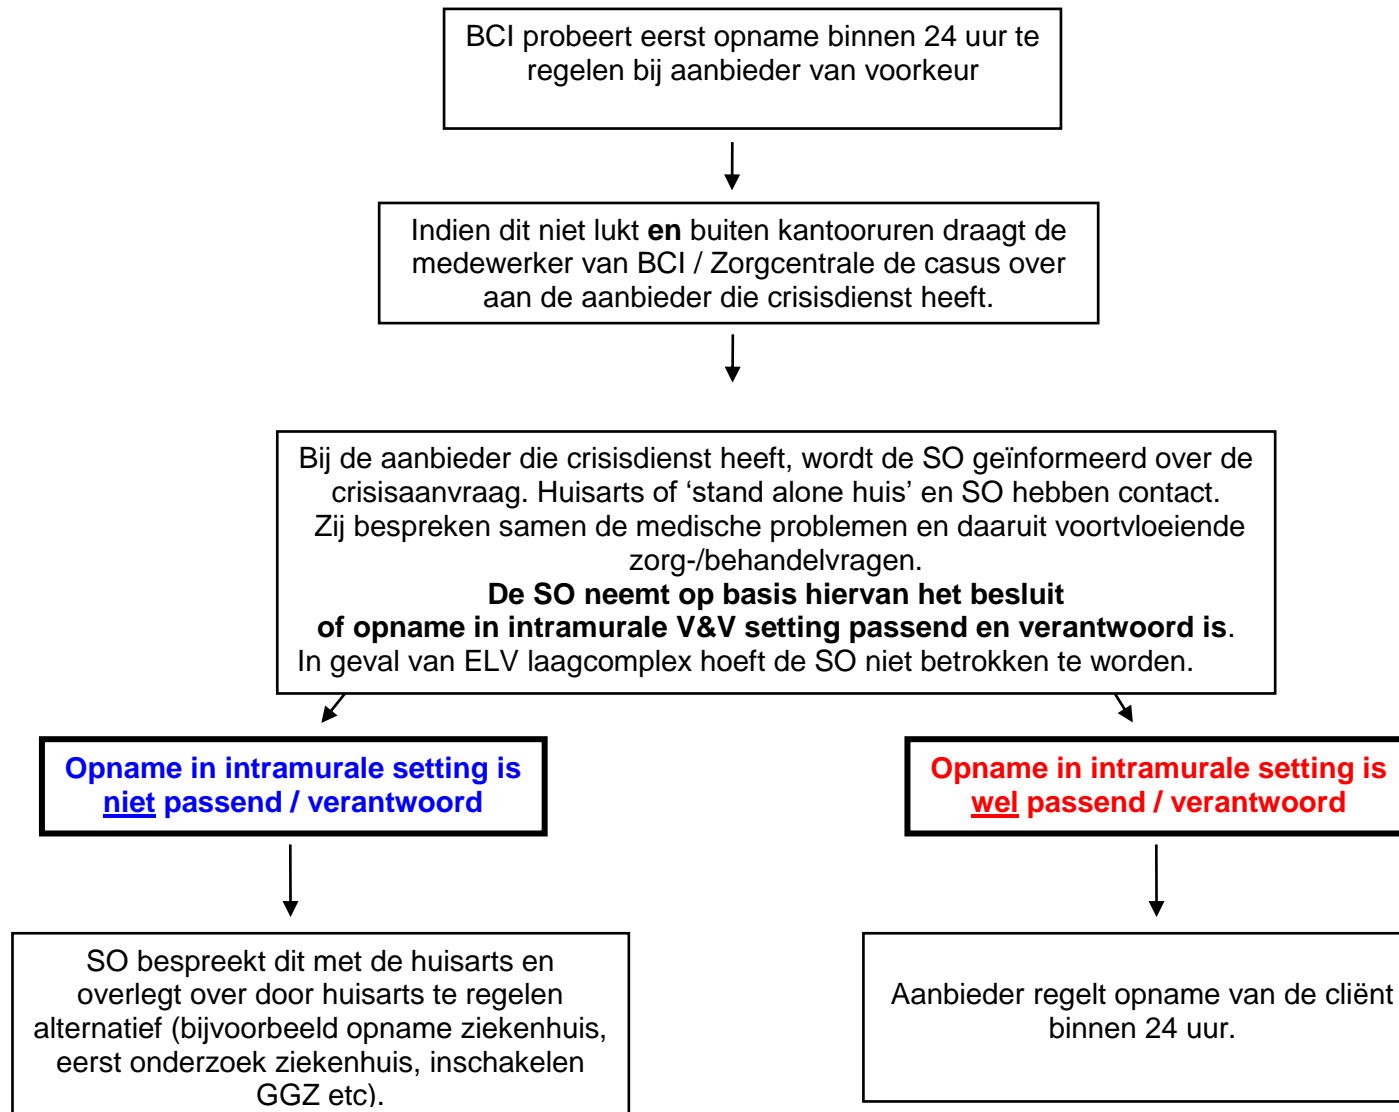 BCI probeert eerst opname binnen 24 uur te
regelen bij aanbieder van voorkeur
Indien dit niet lukt en buiten kantooruren draagt de
medewerker van BCI / Zorgcentrale de casus over
aan de aanbieder die crisisdienst heeft.
Bij de aanbieder die crisisdienst heeft, wordt de SO geïnformeerd over de
crisisaanvraag. Huisarts of ‘stand alone huis’ en SO hebben contact.
Zij bespreken samen de medische problemen en daaruit voortvloeiende
zorg-/behandelvragen.
De SO neemt op basis hiervan het besluit
of opname in intramurale V&V setting passend en verantwoord is.
In geval van ELV laagcomplex hoeft de SO niet betrokken te worden.
Opname in intramurale setting is
niet passend / verantwoord
Opname in intramurale setting is
wel passend / verantwoord
SO bespreekt dit met de huisarts en
overlegt over door huisarts te regelen
alternatief (bijvoorbeeld opname ziekenhuis,
eerst onderzoek ziekenhuis, inschakelen
GGZ etc).
Aanbieder regelt opname van de cliënt
binnen 24 uur.